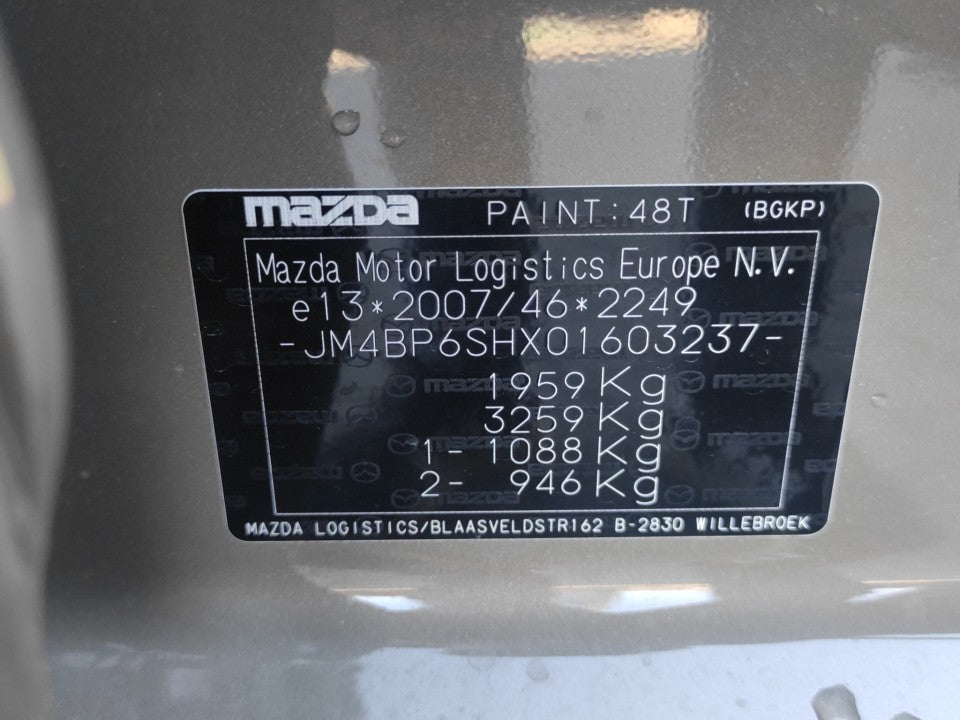 mazda PAINT:48T (BGKP)
Mazda Motor Logistics Europe N.V.
e13*2007/46*2249
-JM4BP6SHX01603237-
1959 Kg
3259 Kg
1- 1088 Kg
2- 946 Kg
MAZDA LOGISTICS/BLAASVELDSTR162 B-2830 WILLEBROEK